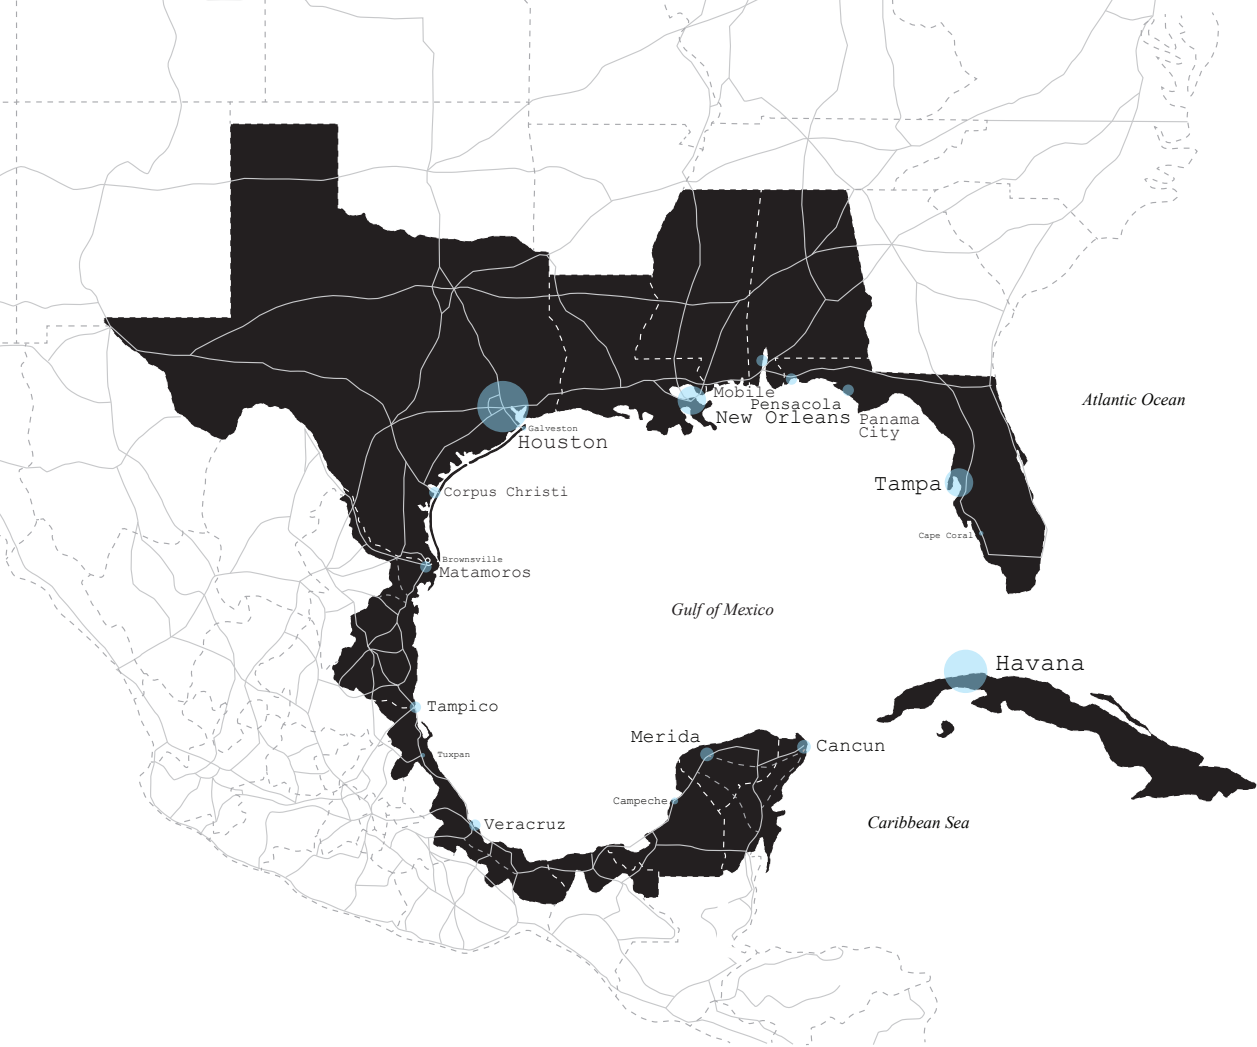 Mobile
Atlantic Ocean
Pensacola
New Orleans
Panama
City
Galveston
Houston
Tampa
Corpus Christi
Cape Coral
Brownsville
Matamoros
Gulf of Mexico
Havana
Tampico
Merida
Cancun
Tuxpan
Campeche
Veracruz
Caribbean Sea